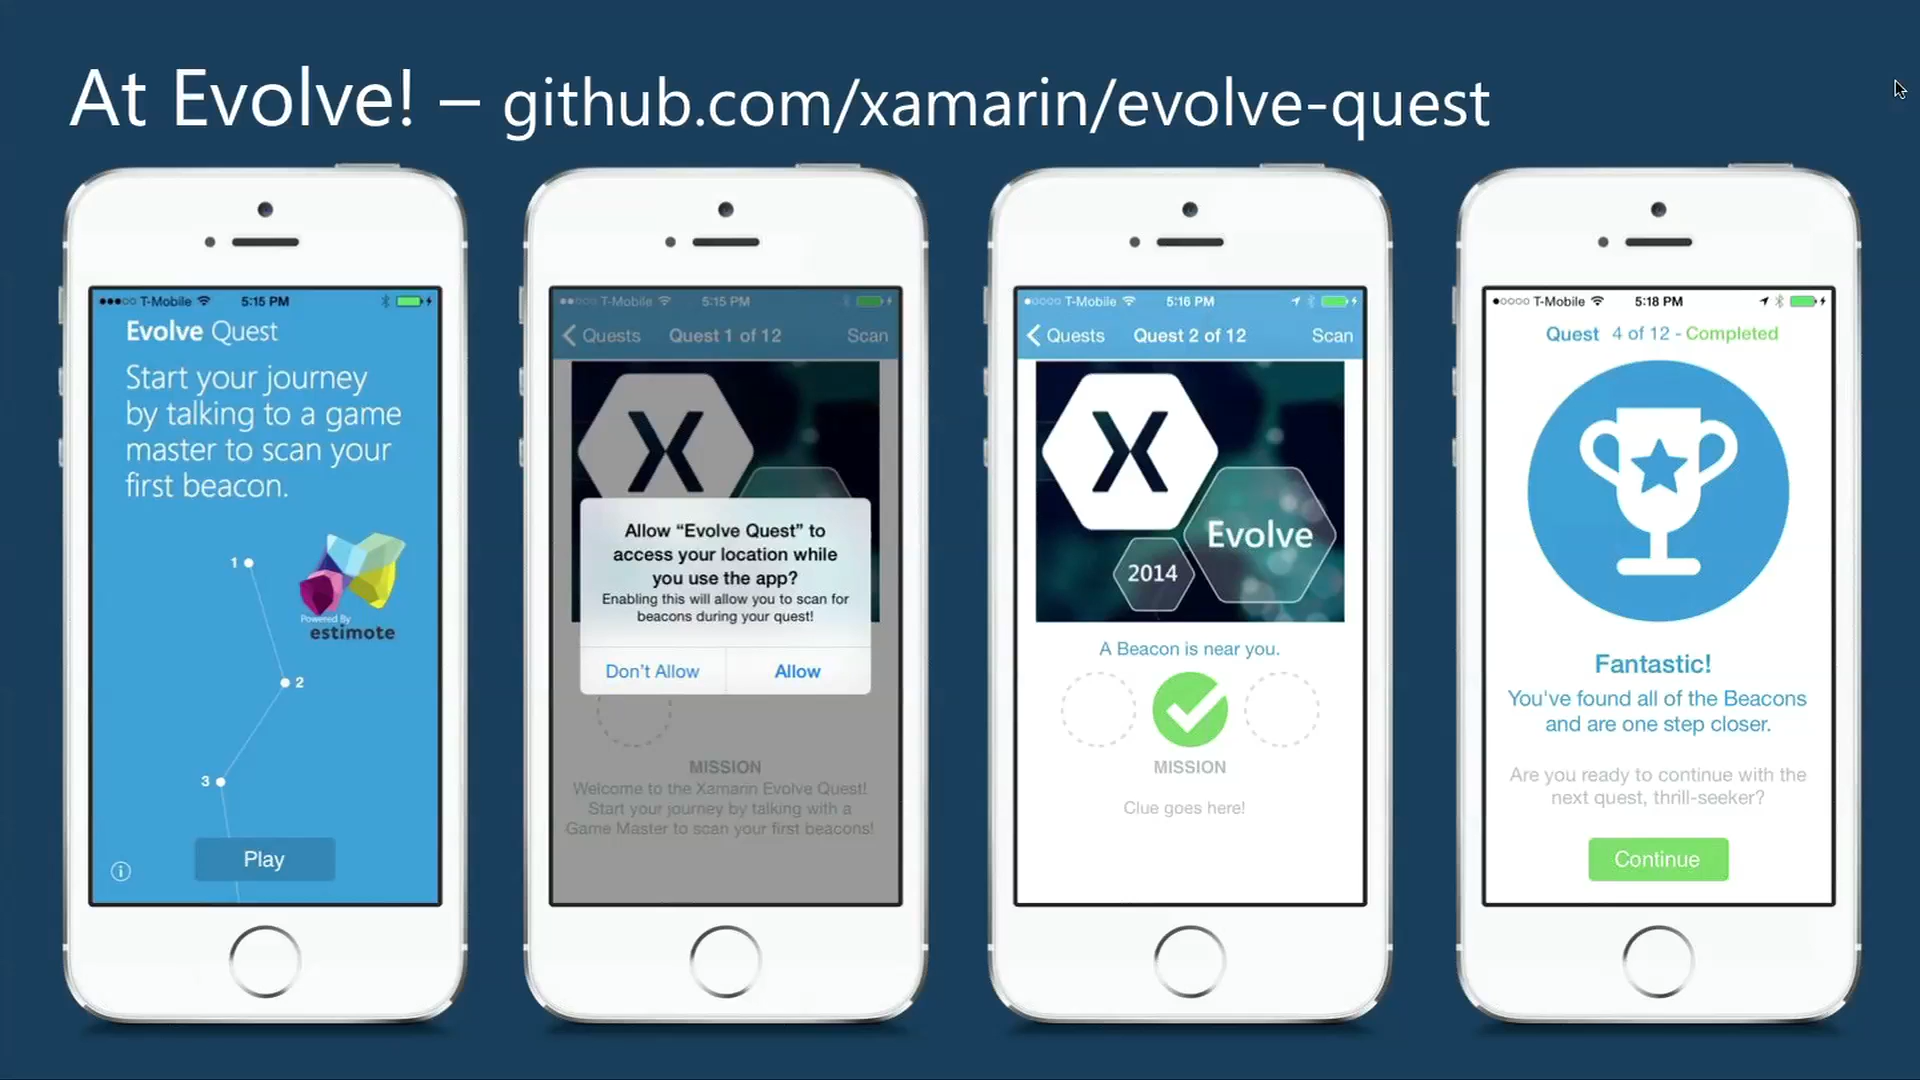 At Evolve! – github.com/xamarin/evolve-quest
T-Mobile 5:15 PM
Evolve Quest
Start your journey
by talking to a game
master to scan your
first beacon.
1
Powered By
estimote
2
3
Play
T-Mobile 5:15 PM
Quests Quest 1 of 12 Scan
X
Allow “Evolve Quest” to
access your location while
you use the app?
Enabling this will allow you to scan for
beacons during your quest!
Don’t Allow Allow
MISSION
Welcome to the Xamarin Evolve Quest!
Start your journey by talking with a
Game Master to scan your first beacons!
T-Mobile 5:16 PM
Quests Quest 2 of 12 Scan
X
Evolve
2014
A Beacon is near you.
MISSION
Clue goes here!
T-Mobile 5:18 PM
Quest 4 of 12 - Completed
Fantastic!
You've found all of the Beacons
and are one step closer.
Are you ready to continue with the
next quest, thrill-seeker?
Continue